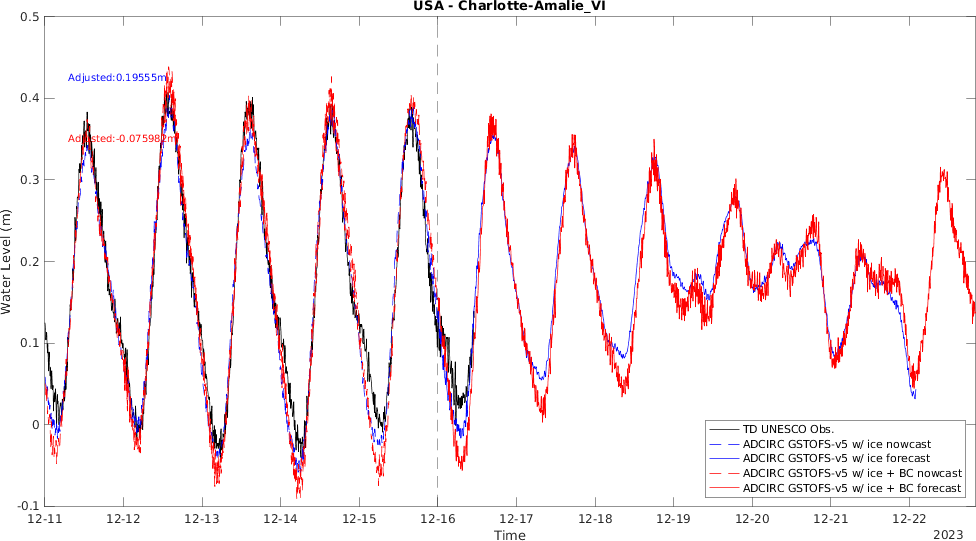 USA - Charlotte-Amalie_VI
0.5
0.4
0.3
0.2
0.1
0
-0.1
Water Level (m)
Adjusted:0.19555m
Adjusted:-0.075982m
TD UNESCO Obs.
ADCIRC GSTOFS-v5 w/ ice nowcast
ADCIRC GSTOFS-v5 w/ ice forecast
ADCIRC GSTOFS-v5 w/ ice + BC nowcast
ADCIRC GSTOFS-v5 w/ ice + BC forecast
12-11 12-12 12-13 12-14 12-15 12-16 12-17 12-18 12-19 12-20 12-21 12-22
Time
2023